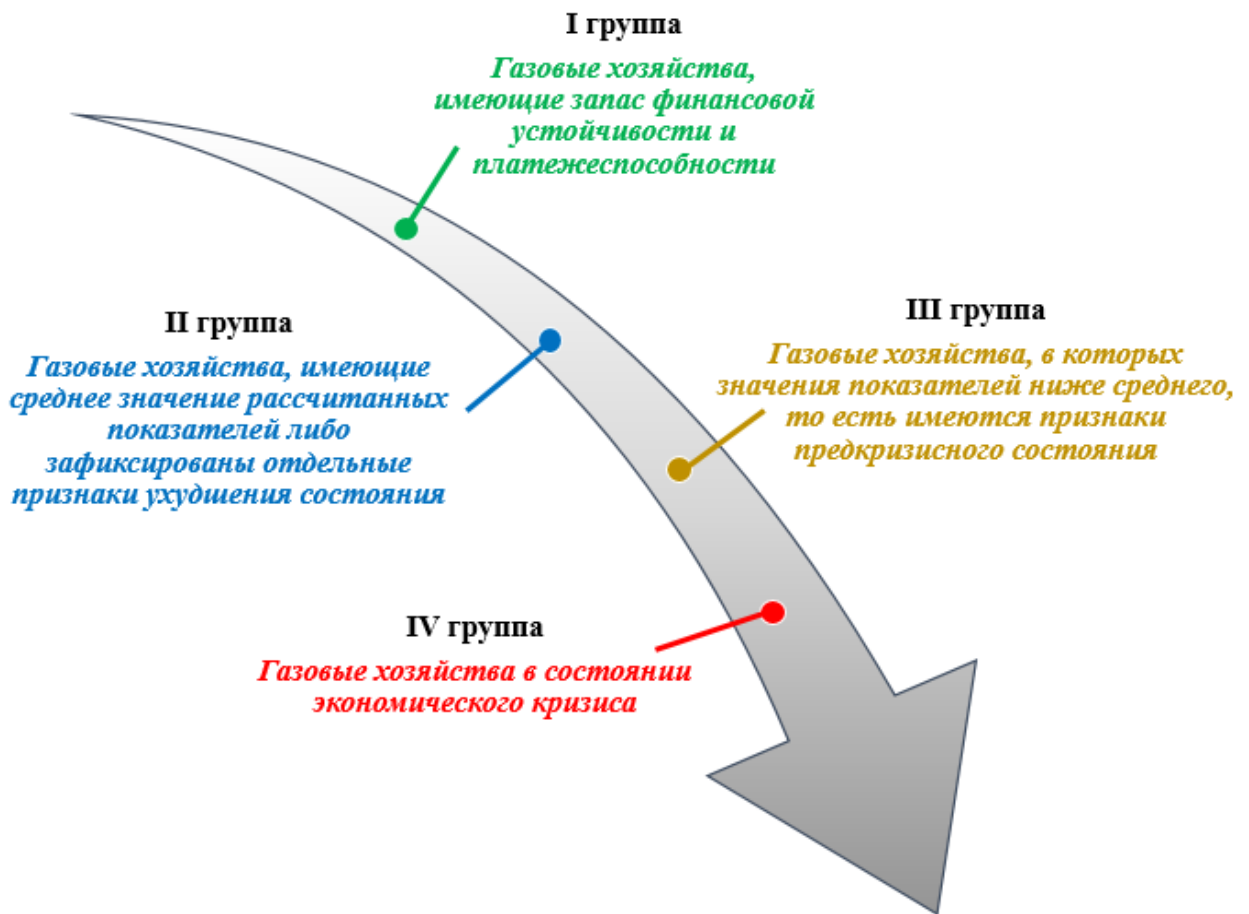 I группа
Газовые хозяйства,
имеющие запас финансовой
устойчивости и
платежеспособности
II группа
Газовые хозяйства, имеющие
среднее значение рассчитанных
показателей либо
зафиксированы отдельные
признаки ухудшения состояния
III группа
Газовые хозяйства, в которых
значения показателей ниже среднего,
то есть имеются признаки
предкризисного состояния
IV группа
Газовые хозяйства в состоянии
экономического кризиса